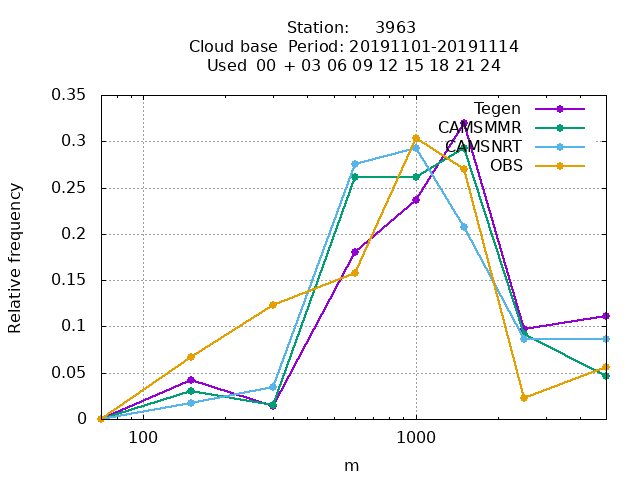 Station: 3963
Cloud base Period: 20191101-20191114
Used 00 + 03 06 09 12 15 18 21 24
0.35
0.3
0.25
0.2
0.15
0.1
0.05
0
Relative frequency
Tegen
CAMSMMR
CAMSNRT
OBS
100
1000
m